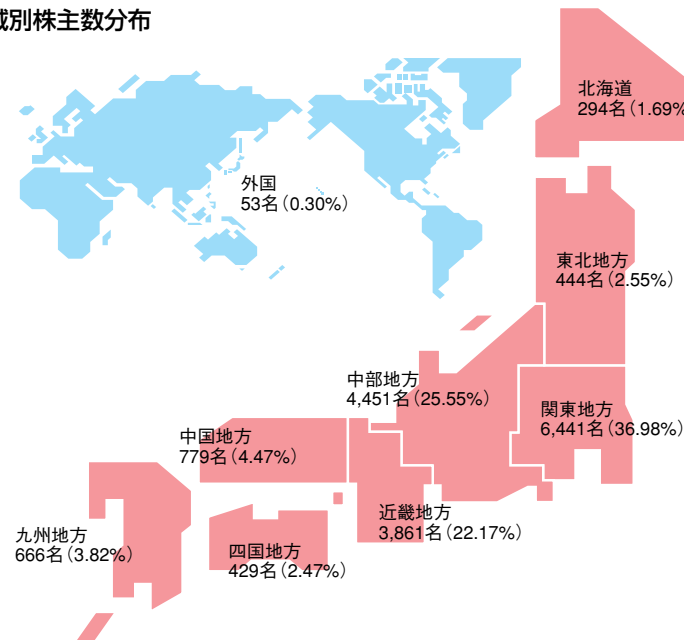 域別株主数分布
北海道
294名（1.69%
外国
53名（0.30%）
東北地方
444名（2.55%）
中部地方
4,451名（25.55%）
関東地方
6,441名（36.98%）
中国地方
779名（4.47%）
近畿地方
3,861名（22.17%）
九州地方
666名（3.82%）
四国地方
429名（2.47%）